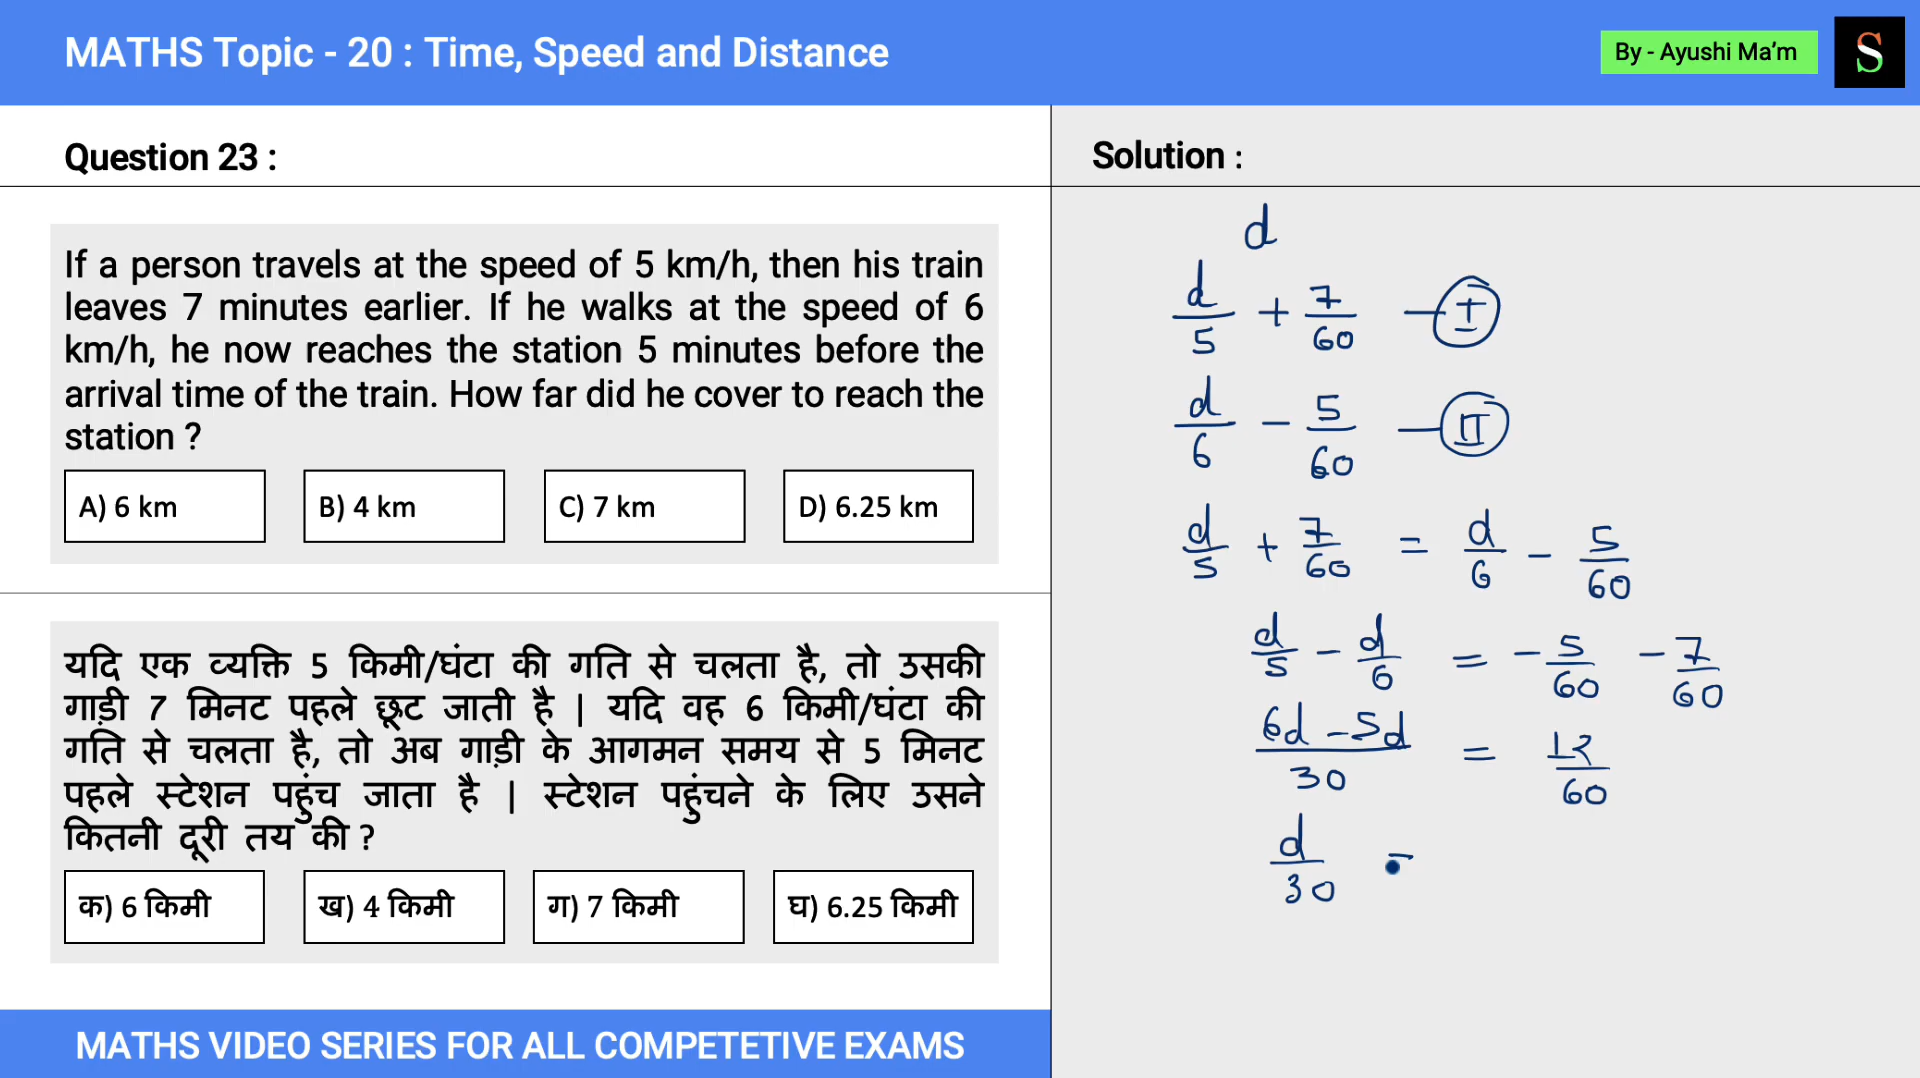 MATHS Topic - 20 : Time, Speed and Distance
By - Ayushi Ma’m
S
Question 23 :
If a person travels at the speed of 5 km/h, then his train
leaves 7 minutes earlier. If he walks at the speed of 6
km/h, he now reaches the station 5 minutes before the
arrival time of the train. How far did he cover to reach the
station ?
A) 6 km
B) 4 km
C) 7 km
D) 6.25 km
यदि एक व्यक्ति 5 किमी/घंटा की गति से चलता है, तो उसकी
गाड़ी 7 मिनट पहले छूट जाती है | यदि वह 6 किमी/घंटा की
गति से चलता है, तो अब गाड़ी के आगमन समय से 5 मिनट
पहले स्टेशन पहुंच जाता है | स्टेशन पहुंचने के लिए उसने
कितनी दूरी तय की ?
क) 6 किमी
ख) 4 किमी
ग) 7 किमी
घ) 6.25 किमी
MATHS VIDEO SERIES FOR ALL COMPETETIVE EXAMS
Solution :
d
d/5 + 7/60 — I
d/6 - 5/60 — II
d/5 + 7/60 = d/6 - 5/60
d/5 - d/6 = - 5/60 - 7/60
6d - 5d/30 = 12/60
d/30 =